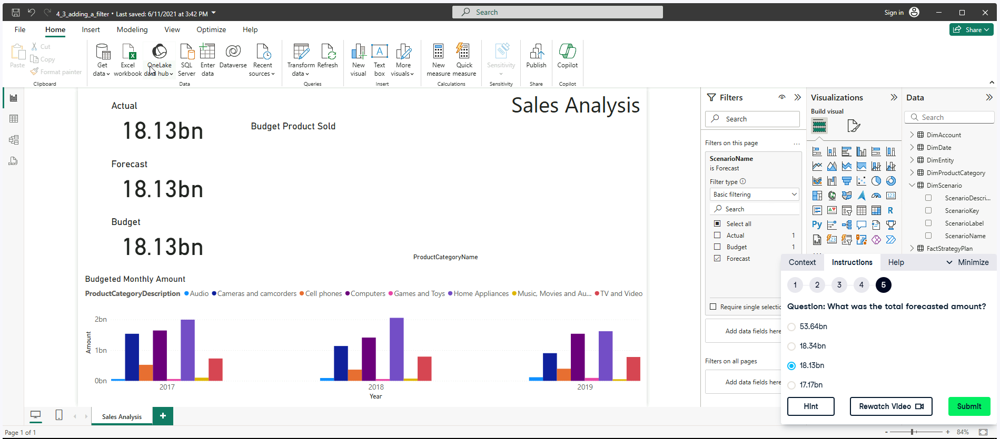 4_3_adding_a_filter • Last saved: 6/11/2021 at 3:42 PM
Search
Sign in
File Home Insert Modeling View Optimize Help
Share
Paste
Cut
Copy
Format painter
Clipboard
Get data
Excel workbook
OneLake data hub
SQL Server
Enter data
Dataverse
Recent sources
Data
Transform data
Refresh
Queries
New visual
Text box
More visuals
Insert
New measure
Quick measure
Calculations
Sensitivity
Sensitivity
Publish
Share
Copilot
Copilot
Sales Analysis
Actual
18.13bn
Budget Product Sold
Forecast
18.13bn
Budget
18.13bn
ProductCategoryName
Budgeted Monthly Amount
ProductCategoryDescription Audio Cameras and camcorders Cell phones Computers Games and Toys Home Appliances Music, Movies and Au... TV and Video
Amount
2bn
1bn
0bn
2017 2018 2019
Year
Filters
Search
Filters on this page ...
ScenarioName
is Forecast
Filter type
Basic filtering
Search
Select all
Actual 1
Budget 1
Forecast
Require single selectio
Add data fields here
Filters on all pages
Add data fields here
Visualizations
Build visual
123
R
Py
123
Data
Search
DimAccount
DimDate
DimEntity
DimProductCategory
DimScenario
ScenarioDescri...
ScenarioKey
ScenarioLabel
ScenarioName
FactStrategyPlan
Context Instructions Help Minimize
1 2 3 4 5
Question: What was the total forecasted amount?
53.64bn
18.34bn
18.13bn
17.17bn
Hint Rewatch Video Submit
Sales Analysis +
Page 1 of 1
- + 84%